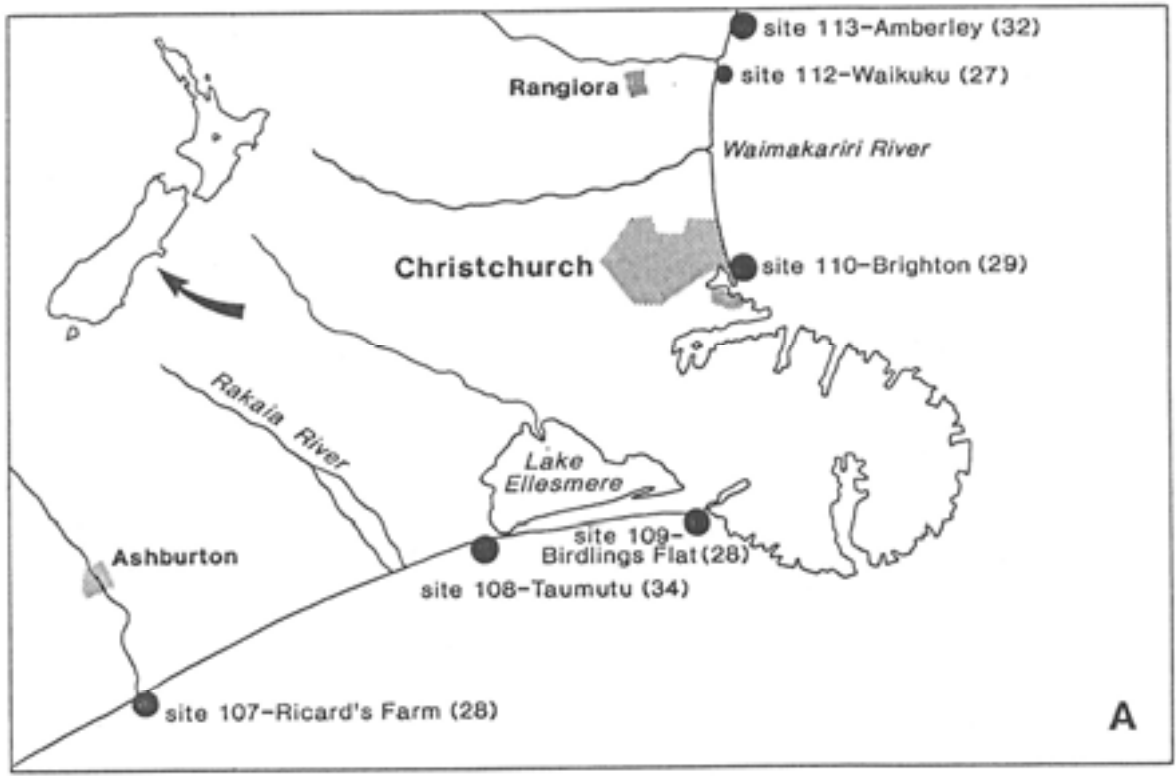 site 113-Amberley (32)
Rangiora
site 112-Waikuku (27)
Waimakariri River
Christchurch
site 110-Brighton (29)
Rakaia River
Lake
Ellesmere
Ashburton
site 109-
Birdlings Flat (28)
site 108-Taumutu (34)
site 107-Ricard's Farm (28)
A